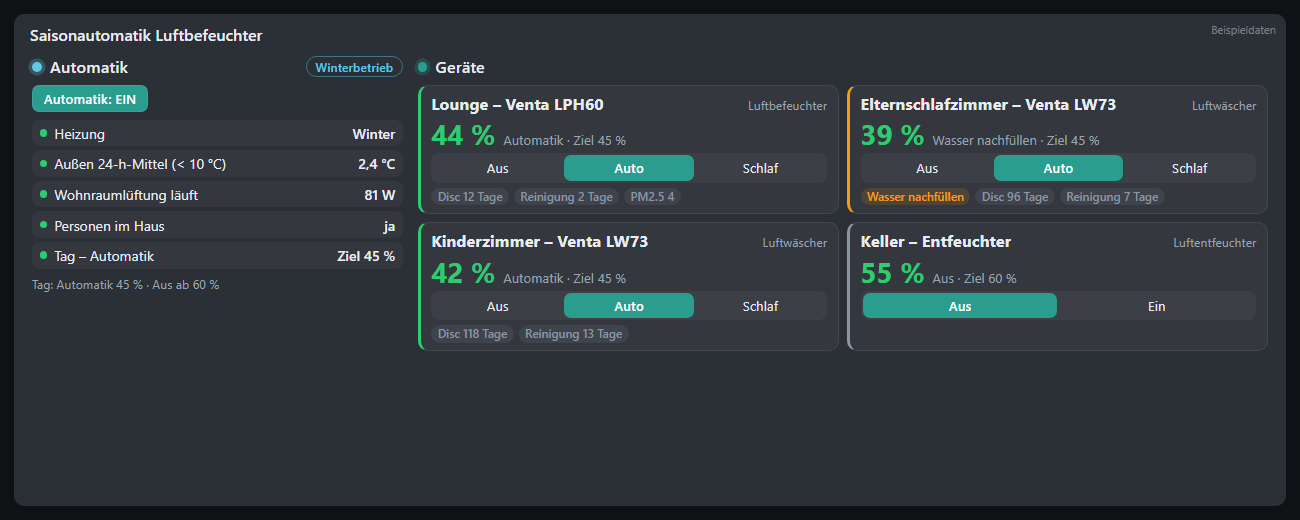 Saisonautomatik Luftbefeuchter
Beispieldaten
Automatik
Winterbetrieb
Automatik: EIN
Heizung Winter
Außen 24-h-Mittel (< 10 °C) 2,4 °C
Wohnraumlüftung läuft 81 W
Personen im Haus ja
Tag – Automatik Ziel 45 %
Tag: Automatik 45 % · Aus ab 60 %
Geräte
Lounge – Venta LPH60 Luftbefeuchter
44 % Automatik · Ziel 45 %
Aus Auto Schlaf
Disc 12 Tage Reinigung 2 Tage PM2.5 4
Elternschlafzimmer – Venta LW73 Luftwäscher
39 % Wasser nachfüllen · Ziel 45 %
Aus Auto Schlaf
Wasser nachfüllen Disc 96 Tage Reinigung 7 Tage
Kinderzimmer – Venta LW73 Luftwäscher
42 % Automatik · Ziel 45 %
Aus Auto Schlaf
Disc 118 Tage Reinigung 13 Tage
Keller – Entfeuchter Luftentfeuchter
55 % Aus · Ziel 60 %
Aus Ein